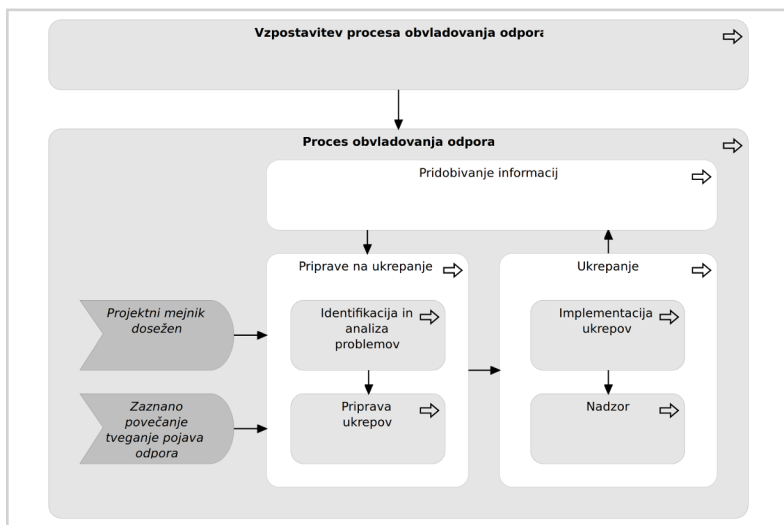 Vzpostavitev procesa obvladovanja odpora
Proces obvladovanja odpora
Pridobivanje informacij
Priprave na ukrepanje
Ukrepanje
Projektni mejnik
dosežen
Identifikacija in
analiza
problemov
Implementacija
ukrepov
Zaznano
povečanje
tveganje pojava
odpora
Priprava
ukrepov
Nadzor